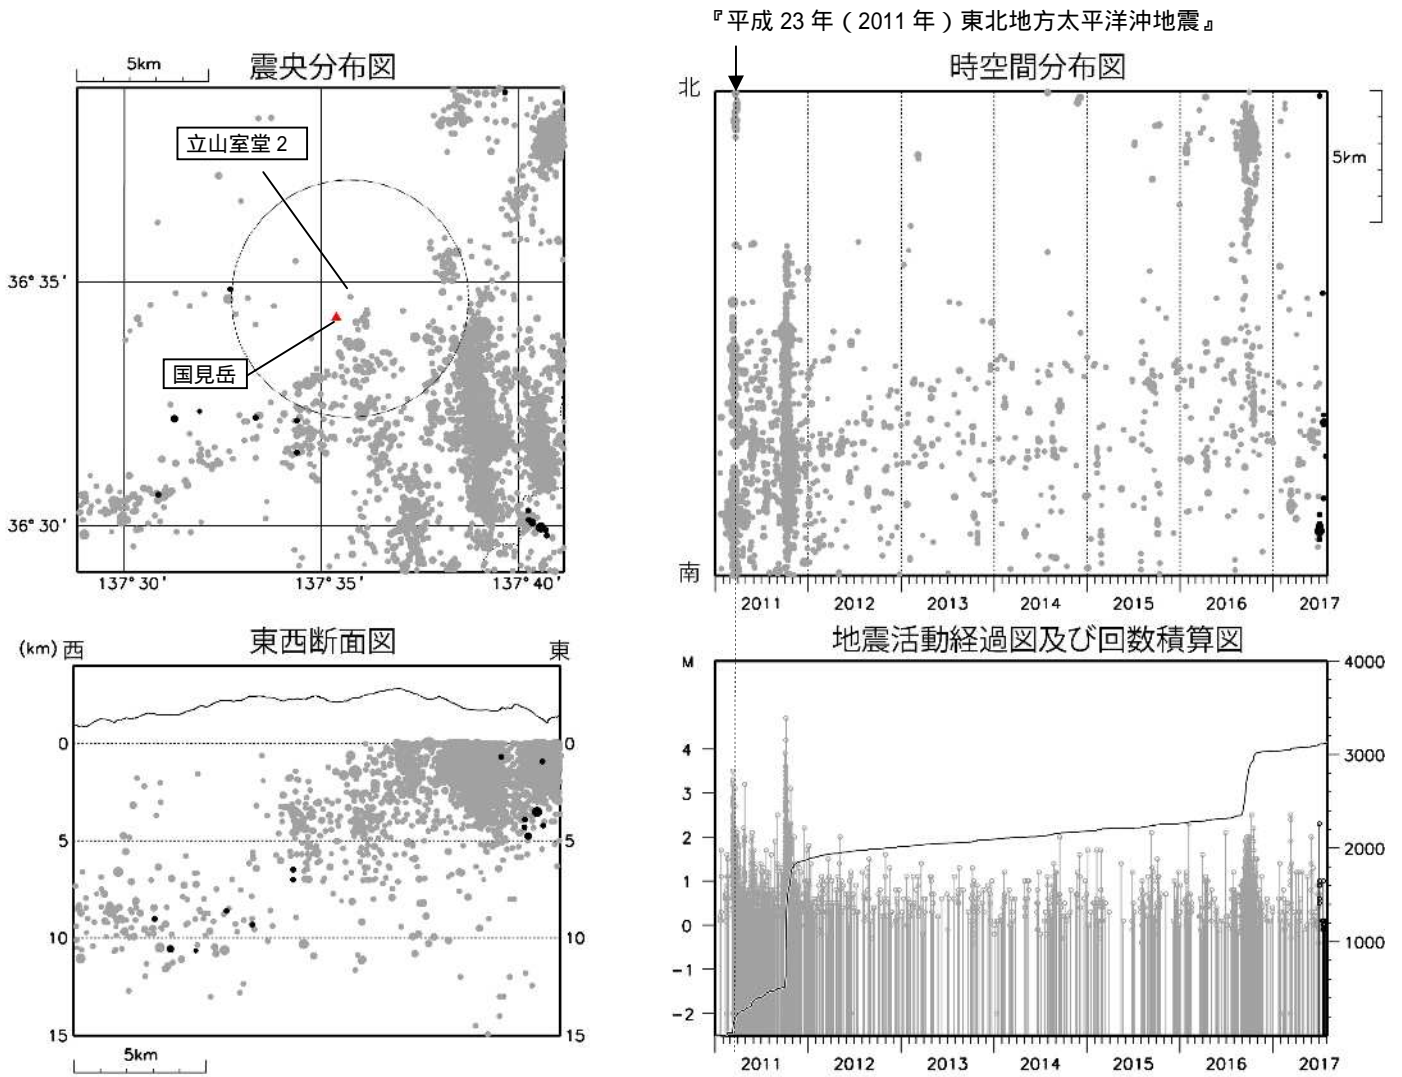 『平成 23 年 ( 2011 年 ) 東北地方太平洋沖地震』
5km
震央分布図
立山室堂 2
国見岳
36° 35'
36° 30'
137° 30'
137° 35'
137° 40'
時空間分布図
北
南
5km
2011 2012 2013 2014 2015 2016 2017
東西断面図
(km) 西 東
0 0
5 5
10 10
15 15
5km
地震活動経過図及び回数積算図
M
4
3
2
1
0
-1
-2
4000
3000
2000
1000
2011 2012 2013 2014 2015 2016 2017